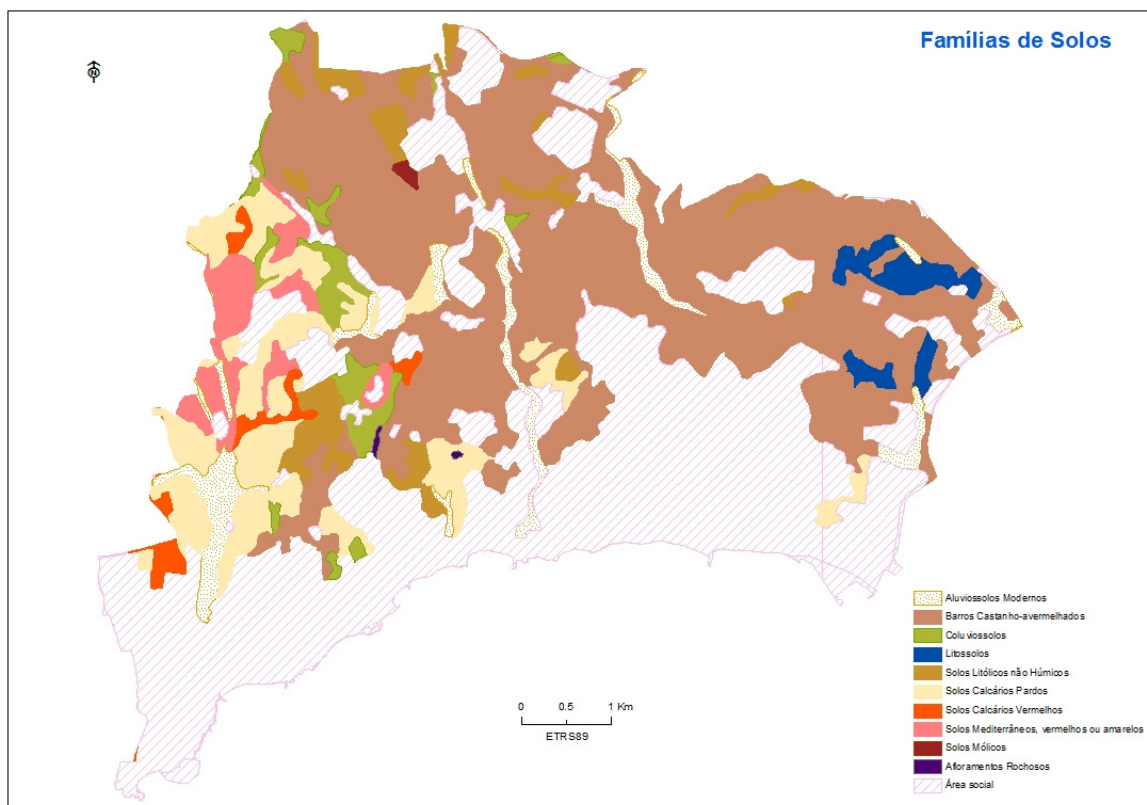 Famílias de Solos
N
0 0.5 1 Km
ETRS89
Aluviossolos Modernos
Barros Castanho-avermelhados
Coluviossolos
Litossolos
Solos Litólicos não Húmicos
Solos Calcários Pardos
Solos Calcários Vermelhos
Solos Mediterrâneos, vermelhos ou amarelos
Solos Mólicos
Afloramentos Rochosos
Área social